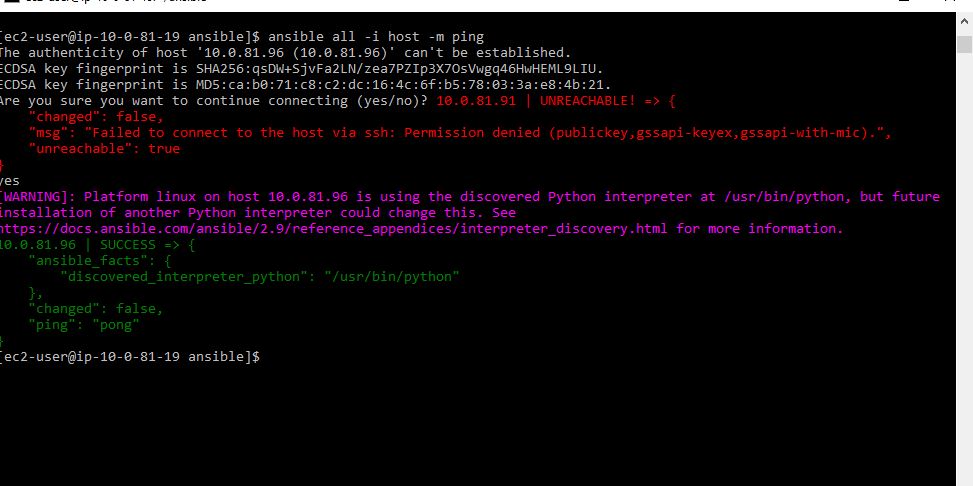 [ec2-user@ip-10-0-81-19 ansible]$ ansible all -i host -m ping
The authenticity of host '10.0.81.96 (10.0.81.96)' can't be established.
ECDSA key fingerprint is SHA256:qsDW+SjvFa2LN/zea7PZIp3X7OsVwgq46HwHEML9LIU.
ECDSA key fingerprint is MD5:ca:b0:71:c8:c2:dc:16:4c:6f:b5:78:03:3a:e8:4b:21.
Are you sure you want to continue connecting (yes/no)? 10.0.81.91 | UNREACHABLE! => {
    "changed": false,
    "msg": "Failed to connect to the host via ssh: Permission denied (publickey,gssapi-keyex,gssapi-with-mic).",
    "unreachable": true
}
yes
[WARNING]: Platform linux on host 10.0.81.96 is using the discovered Python interpreter at /usr/bin/python, but future
installation of another Python interpreter could change this. See
https://docs.ansible.com/ansible/2.9/reference_appendices/interpreter_discovery.html for more information.
10.0.81.96 | SUCCESS => {
    "ansible_facts": {
        "discovered_interpreter_python": "/usr/bin/python"
    },
    "changed": false,
    "ping": "pong"
}
[ec2-user@ip-10-0-81-19 ansible]$